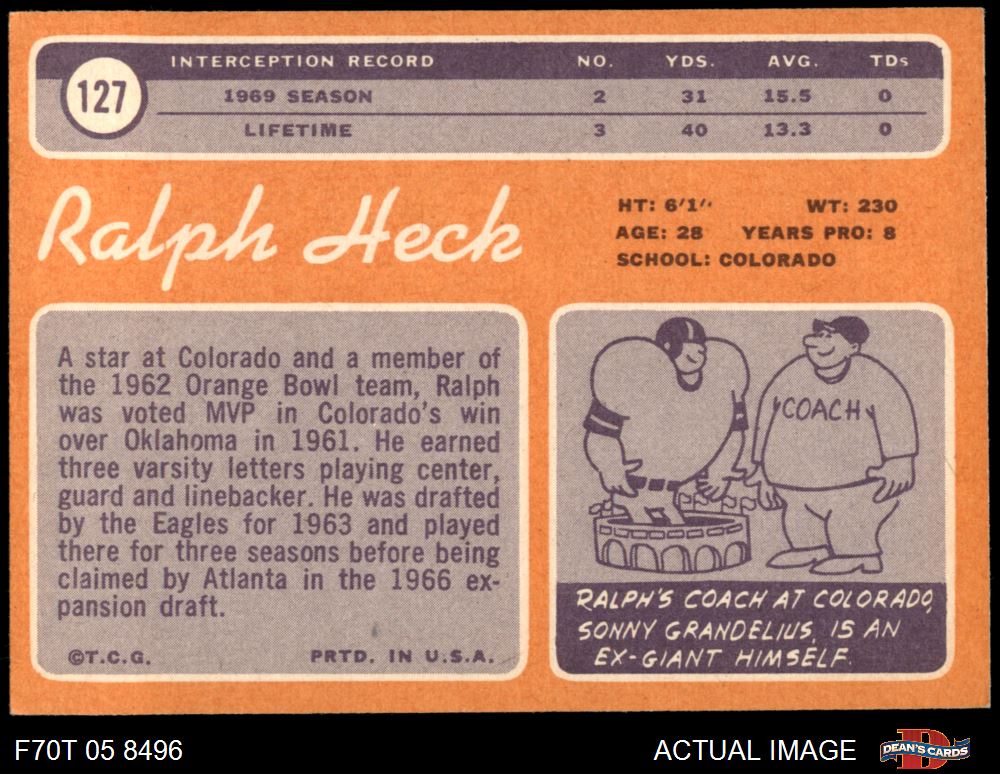 127
INTERCEPTION RECORD NO. YDS. AVG. TDs
1969 SEASON 2 31 15.5 0
LIFETIME 3 40 13.3 0
Ralph Heck
HT: 6'1" WT: 230
AGE: 28 YEARS PRO: 8
SCHOOL: COLORADO
A star at Colorado and a member of
the 1962 Orange Bowl team, Ralph
was voted MVP in Colorado's win
over Oklahoma in 1961. He earned
three varsity letters playing center,
guard and linebacker. He was drafted
by the Eagles for 1963 and played
there for three seasons before being
claimed by Atlanta in the 1966 ex-
pansion draft.
©T.C.G. PRTD. IN U.S.A.
COACH
RALPH'S COACH AT COLORADO,
SONNY GRANDELIUS, IS AN
EX-GIANT HIMSELF.
F70T 05 8496 ACTUAL IMAGE
DEAN'S CARDS